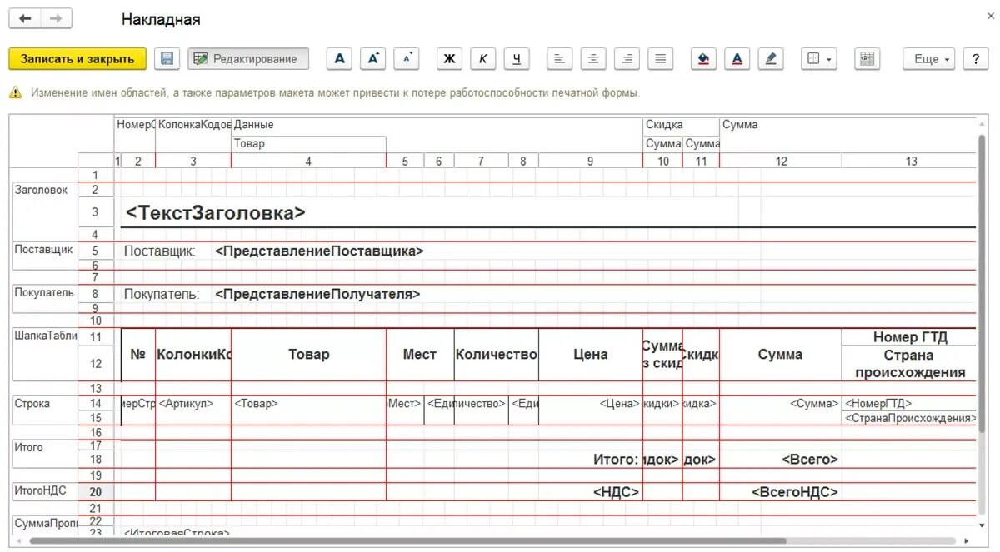 Накладная
Записать и закрыть Редактирование А А А Ж К Ч Еще ?
Изменение имен областей, а также параметров макета может привести к потере работоспособности печатной формы.
КолонкаКодов Данные Скидка Сумма
Товар Сумма Сумма
1 2 3 4 5 6 7 8 9 10 11 12 13
1
Заголовок 2
3 <ТекстЗаголовка>
4
Поставщик 5 Поставщик: <ПредставлениеПоставщика>
6
7
Покупатель 8 Покупатель: <ПредставлениеПолучателя>
9
10
ШапкаТабли 11 Номер ГТД
12 № КолонкиКо Товар Мест Количество Цена Сумма з скид Скидк Сумма Страна
происхождения
13
Строка 14 мерСтр <Артикул> <Товар> Мест> <Еди ичество> <Еди <Цена> кидки> кидка> <Сумма> <НомерГТД>
15 <СтранаПроисхождения>
16
Итого 17
18 Итого: идок> док> <Всего>
19
ИтогоНДС 20 <НДС> <ВсегоНДС>
21
СуммаПроп 22
23 <ИтоговаяСтрока>